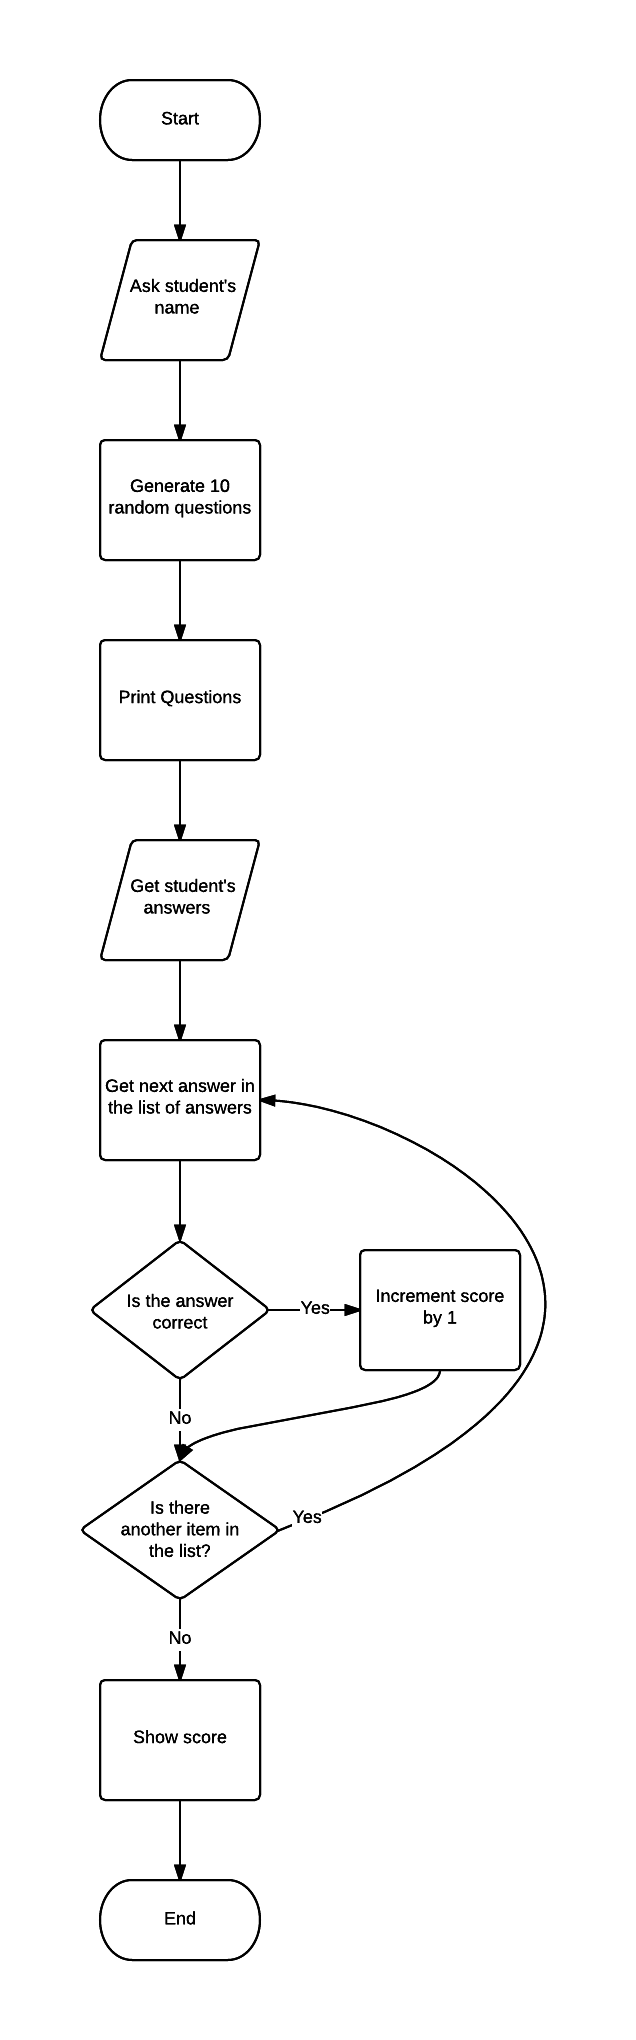 Start
Ask student's
name
Generate 10
random questions
Print Questions
Get student's
answers
Get next answer in
the list of answers
Is the answer
correct
Yes
Increment score
by 1
No
Is there
another item in
the list?
Yes
No
Show score
End